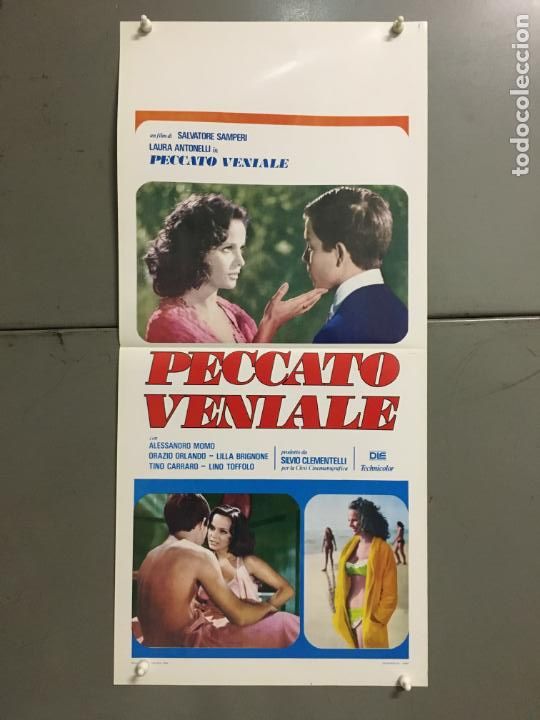 un film di SALVATORE SAMPERI
LAURA ANTONELLI in
PECCATO VENIALE
PECCATO
VENIALE
con
ALESSANDRO MOMO
ORAZIO ORLANDO - LILLA BRIGNONE
TINO CARRARO - LINO TOFFOLO
prodotto da
SILVIO CLEMENTELLI
per la Clesi Cinematografica
DLE
Technicolor
todocoleccion